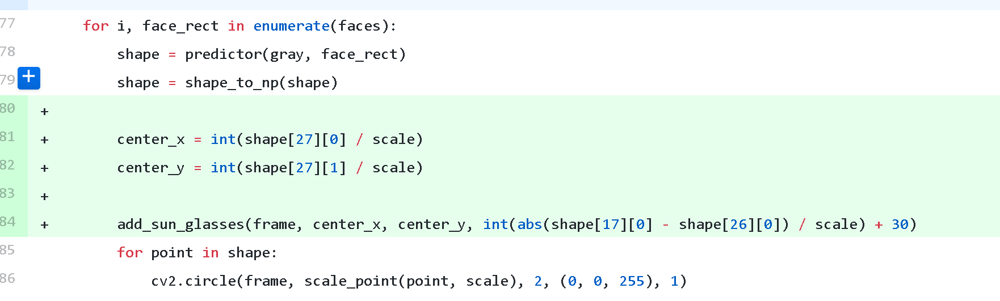 77 for i, face_rect in enumerate(faces):
78 shape = predictor(gray, face_rect)
79 + shape = shape_to_np(shape)
80 +
81 + center_x = int(shape[27][0] / scale)
82 + center_y = int(shape[27][1] / scale)
83 +
84 + add_sun_glasses(frame, center_x, center_y, int(abs(shape[17][0] - shape[26][0]) / scale) + 30)
85 for point in shape:
86 cv2.circle(frame, scale_point(point, scale), 2, (0, 0, 255), 1)